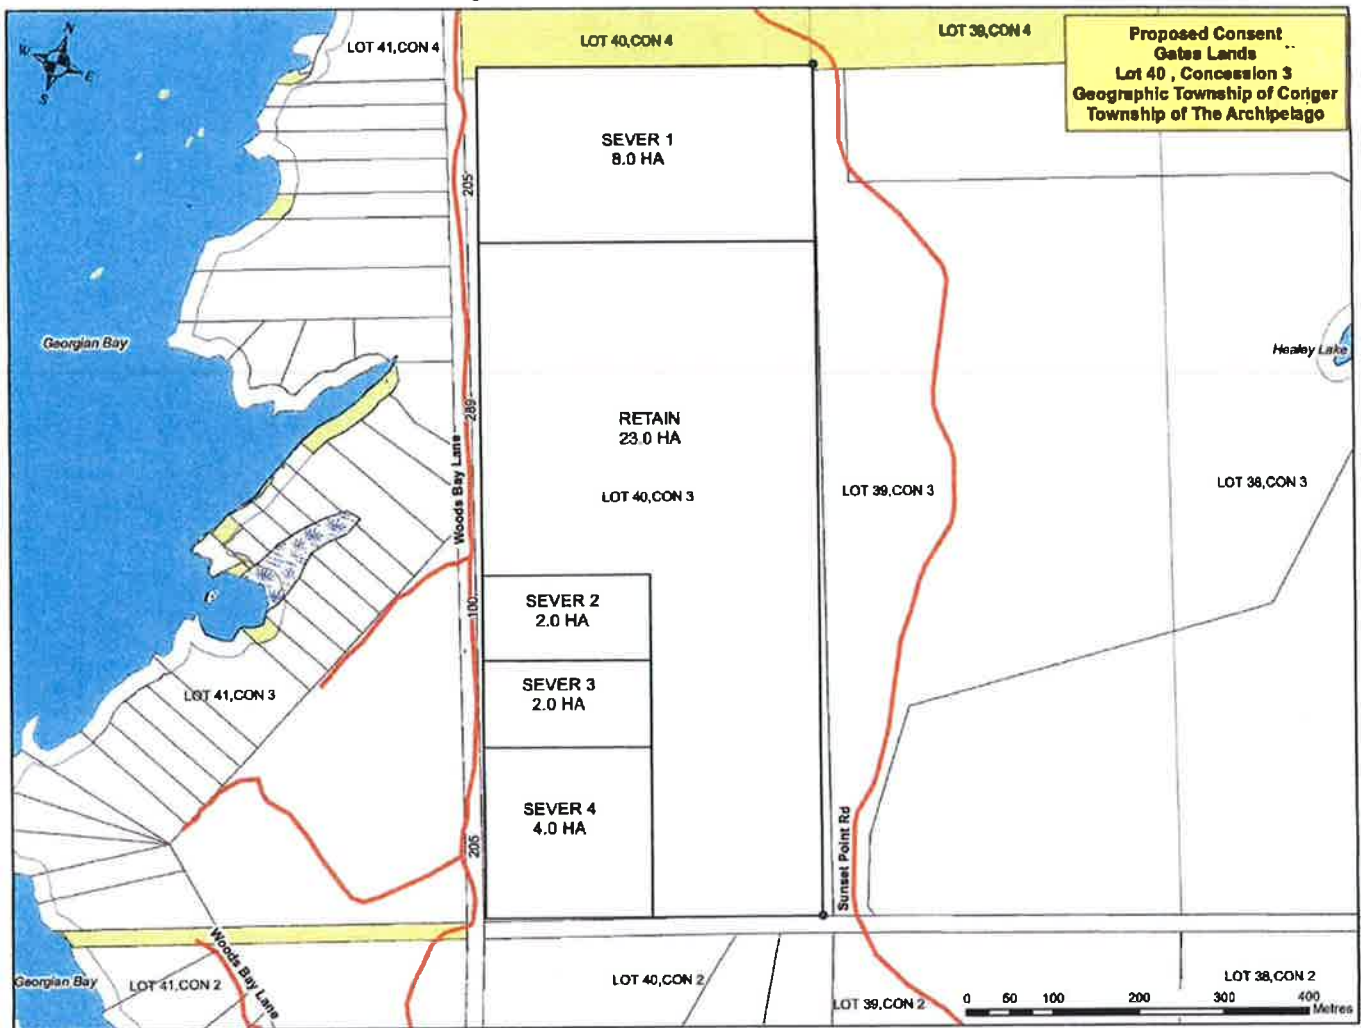 N
W
E
S
LOT 41,CON 4
LOT 40,CON 4
LOT 39,CON 4
Proposed Consent
Gates Lands
Lot 40 , Concession 3
Geographic Township of Conger
Township of The Archipelago
SEVER 1
8.0 HA
205
Georgian Bay
Healey Lake
289
RETAIN
23.0 HA
Woods Bay Lane
LOT 40,CON 3
LOT 39,CON 3
LOT 38,CON 3
SEVER 2
2.0 HA
100
SEVER 3
2.0 HA
LOT 41,CON 3
SEVER 4
4.0 HA
205
Sunset Point Rd
Woods Bay Lane
Georgian Bay
LOT 41,CON 2
LOT 40,CON 2
LOT 39,CON 2
LOT 38,CON 2
0 50 100 200 300 400
Metres